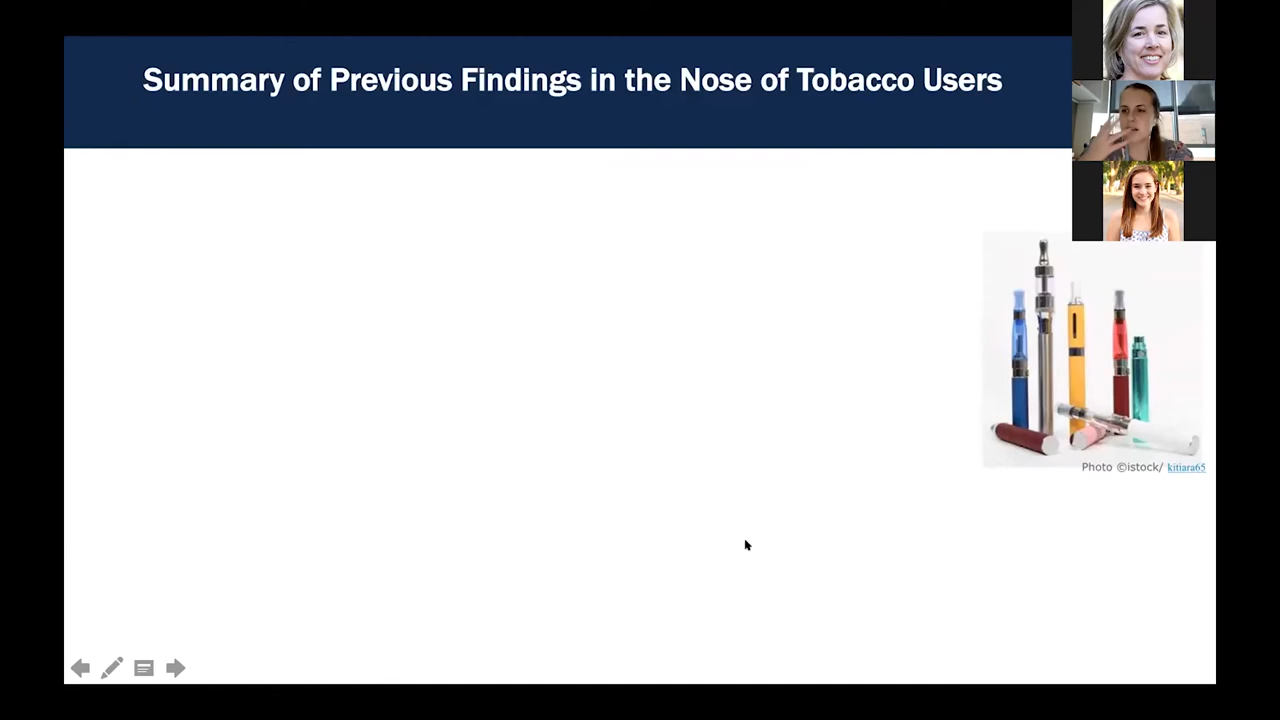 Summary of Previous Findings in the Nose of Tobacco Users
Photo ©istock/ kitiara65